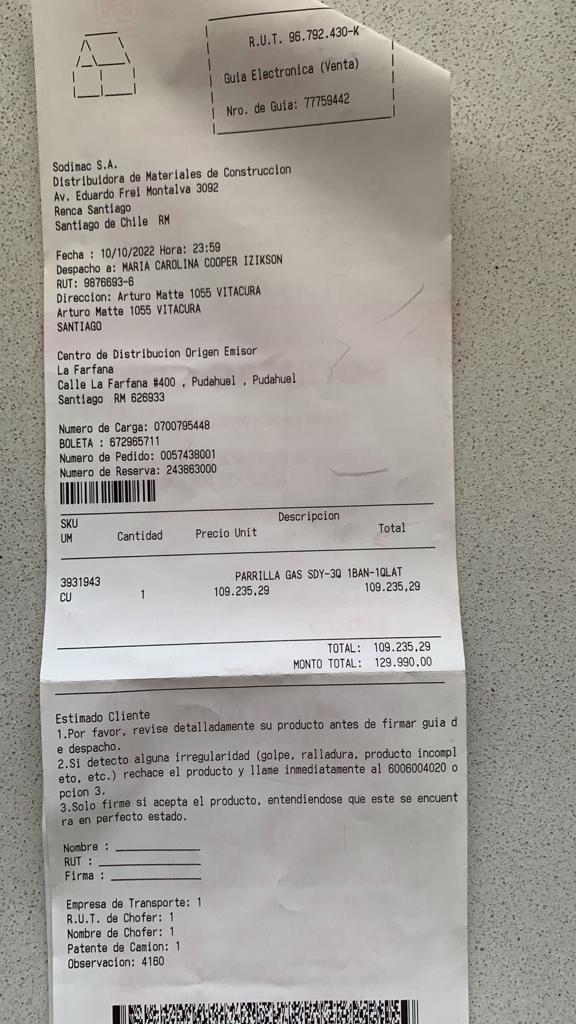 R.U.T. 96.792.430-K
Guia Electronica (Venta)
Nro. de Guia: 77759442
Sodimac S.A.
Distribuidora de Materiales de Construccion
Av. Eduardo Frei Montalva 3092
Renca Santiago
Santiago de Chile RM
Fecha : 10/10/2022 Hora: 23:59
Despacho a: MARIA CAROLINA COOPER IZIKSON
RUT: 9876693-6
Direccion: Arturo Matte 1055 VITACURA
Arturo Matte 1055 VITACURA
SANTIAGO
Centro de Distribucion Origen Emisor
La Farfana
Calle La Farfana #400 , Pudahuel , Pudahuel
Santiago RM 626933
Numero de Carga: 0700795448
BOLETA : 672965711
Numero de Pedido: 0057438001
Numero de Reserva: 243863000
SKU Descripcion
UM Cantidad Precio Unit Total
3931943 PARRILLA GAS SDY-3Q 1BAN-1QLAT
CU 1 109.235,29 109.235,29
TOTAL: 109.235,29
MONTO TOTAL: 129.990,00
Estimado Cliente
1.Por favor, revise detalladamente su producto antes de firmar guia d
e despacho.
2.Si detecto alguna irregularidad (golpe, ralladura, producto incompl
eto, etc.) rechace el producto y llame inmediatamente al 6006004020 o
pcion 3.
3.Solo firme si acepta el producto, entendiendose que este se encuent
ra en perfecto estado.
Nombre :
RUT :
Firma :
Empresa de Transporte: 1
R.U.T. de Chofer: 1
Nombre de Chofer: 1
Patente de Camion: 1
Observacion: 4160